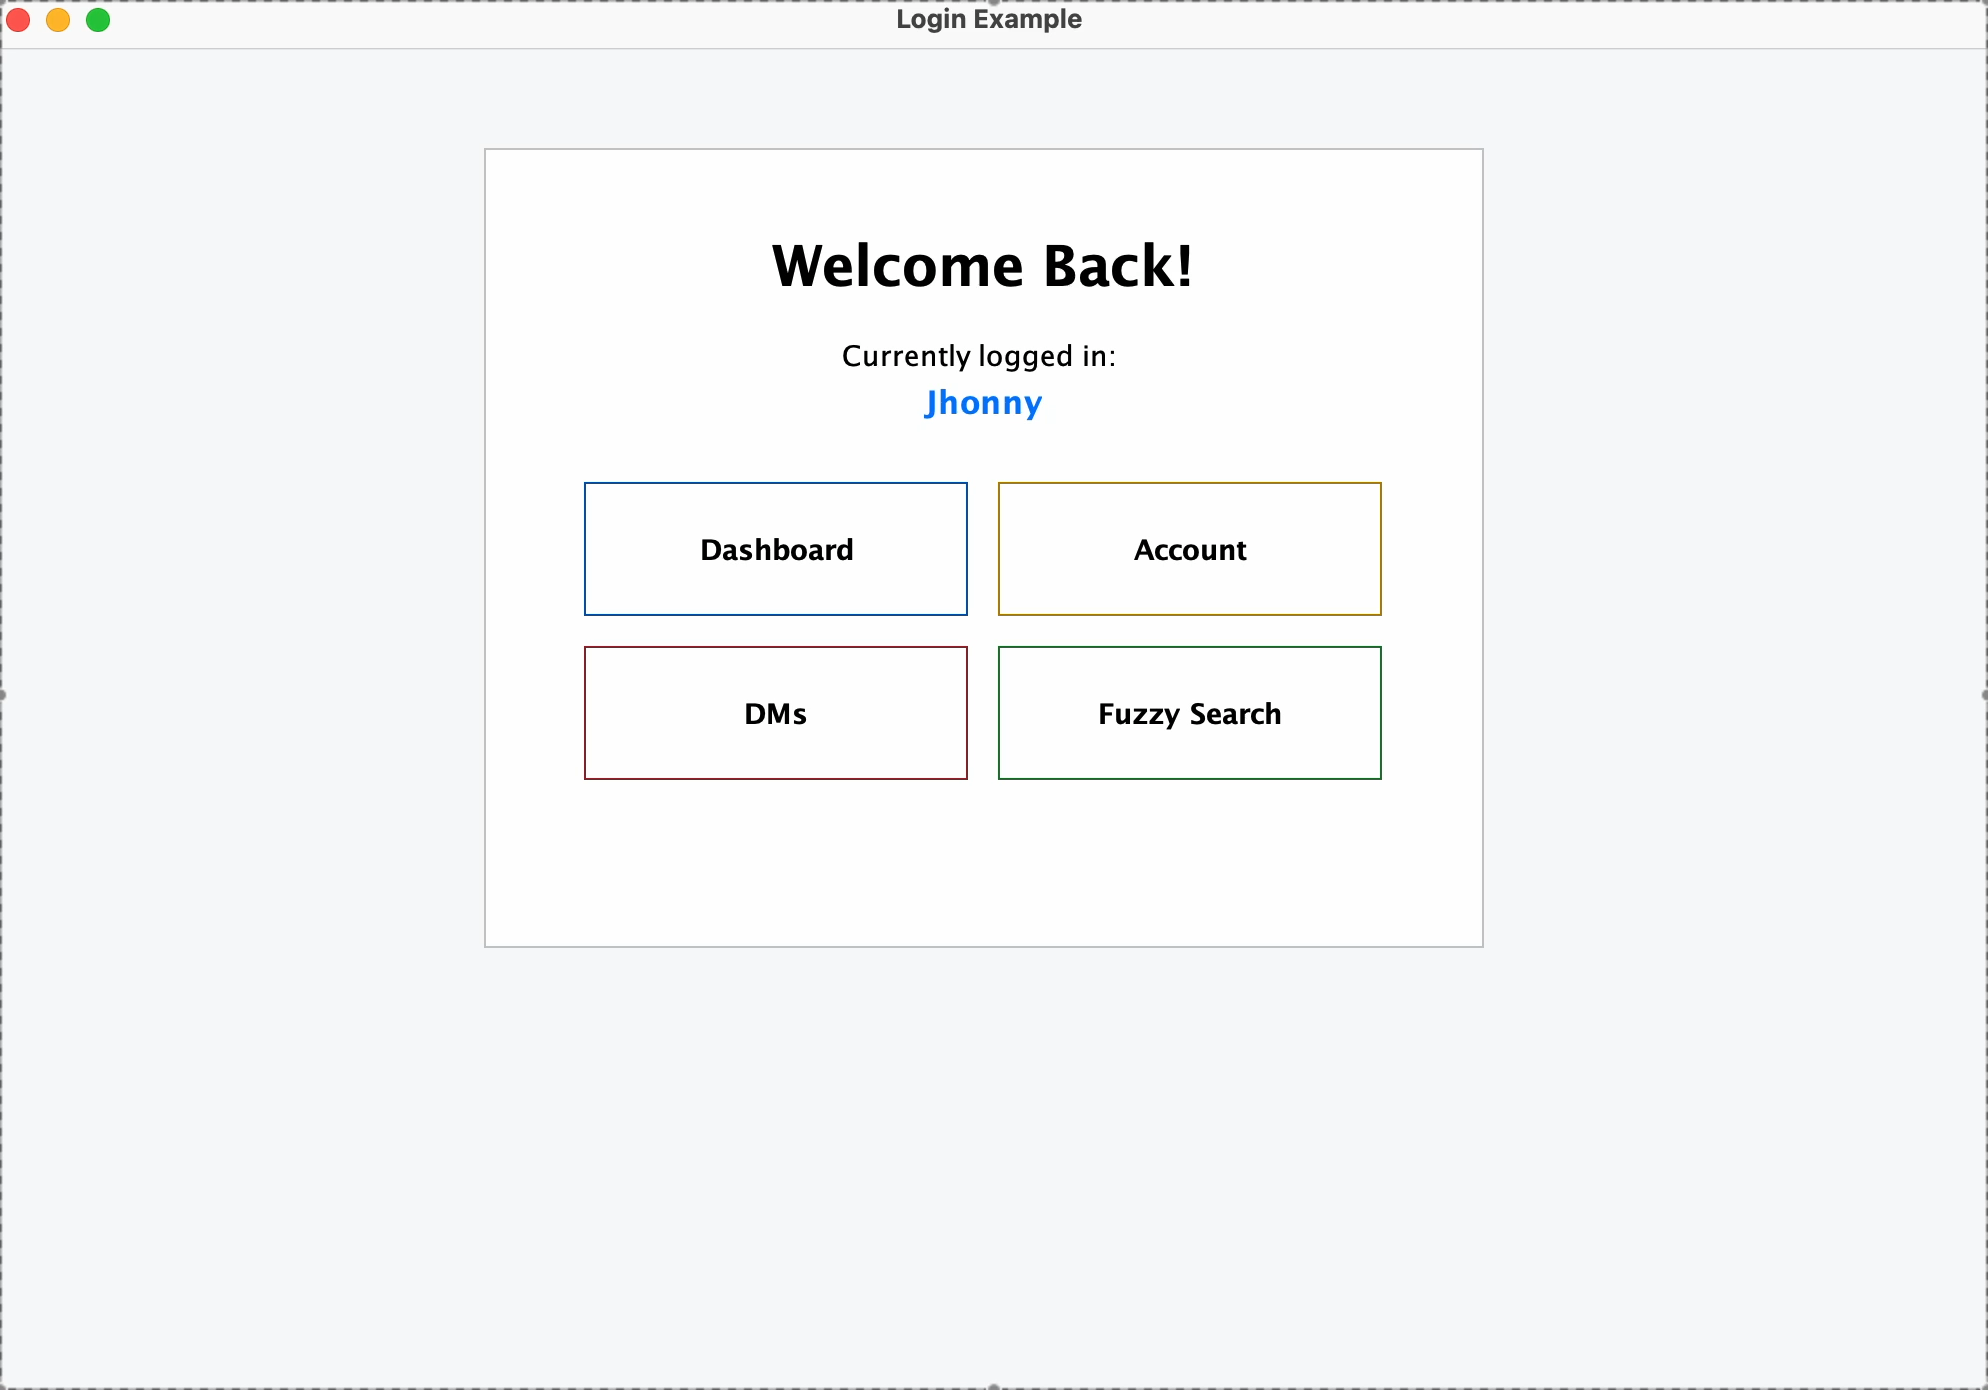 Login Example
Welcome Back!
Currently logged in:
Jhonny
Dashboard
Account
DMs
Fuzzy Search